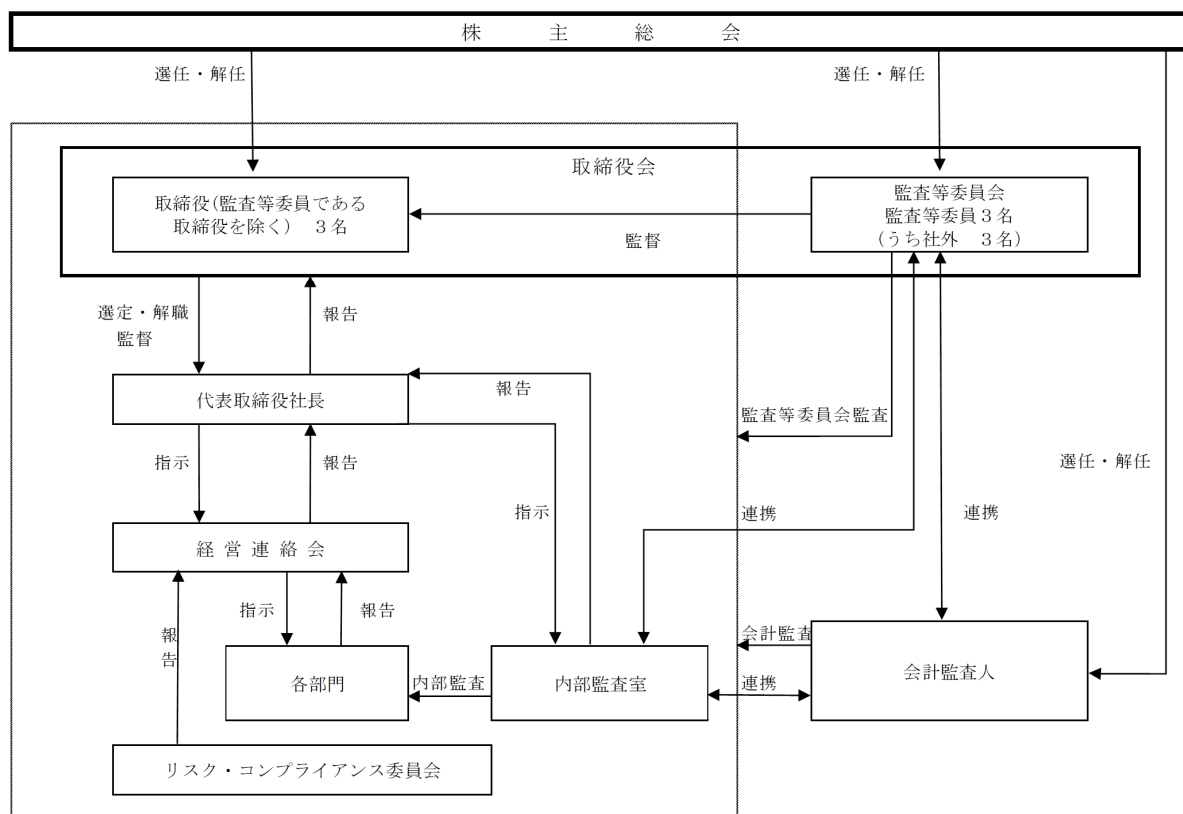 株主総会
選任・解任
選任・解任
取締役会
取締役(監査等委員である
取締役を除く) 3名
監査等委員会
監査等委員3名
(うち社外 3名)
監督
選定・解職
監督
報告
代表取締役社長
報告
監査等委員会監査
指示
報告
指示
連携
連携
選任・解任
経営連絡会
指示
報告
報告
会計監査
各部門
内部監査
内部監査室
連携
会計監査人
リスク・コンプライアンス委員会